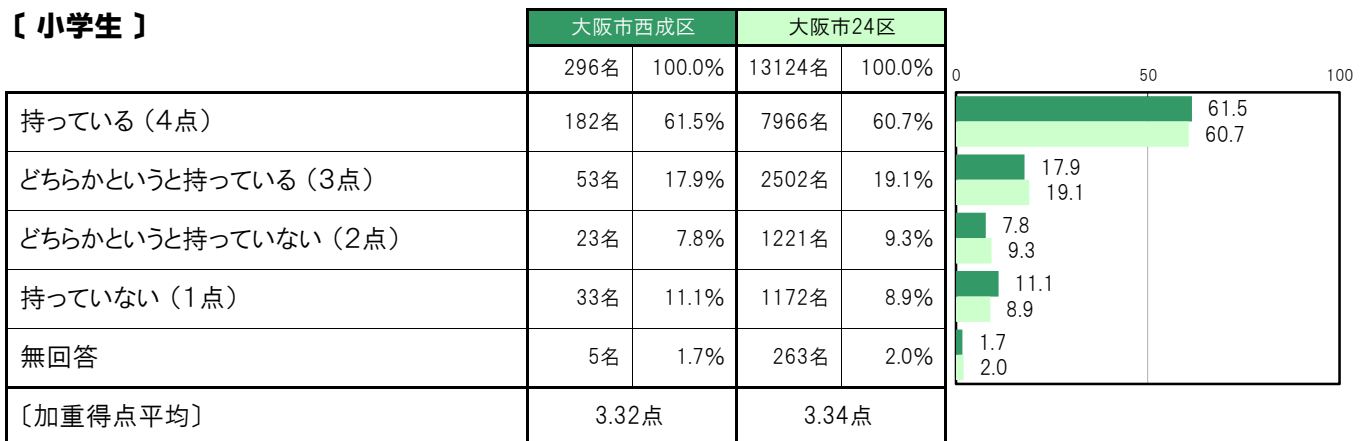 〔 小学生 〕
大阪市西成区 大阪市24区
296名 100.0% 13124名 100.0%
持っている（4点） 182名 61.5% 7966名 60.7%
どちらかというと持っている（3点） 53名 17.9% 2502名 19.1%
どちらかというと持っていない（2点） 23名 7.8% 1221名 9.3%
持っていない（1点） 33名 11.1% 1172名 8.9%
無回答 5名 1.7% 263名 2.0%
〔加重得点平均〕 3.32点 3.34点
0 50 100
61.5
60.7
17.9
19.1
7.8
9.3
11.1
8.9
1.7
2.0